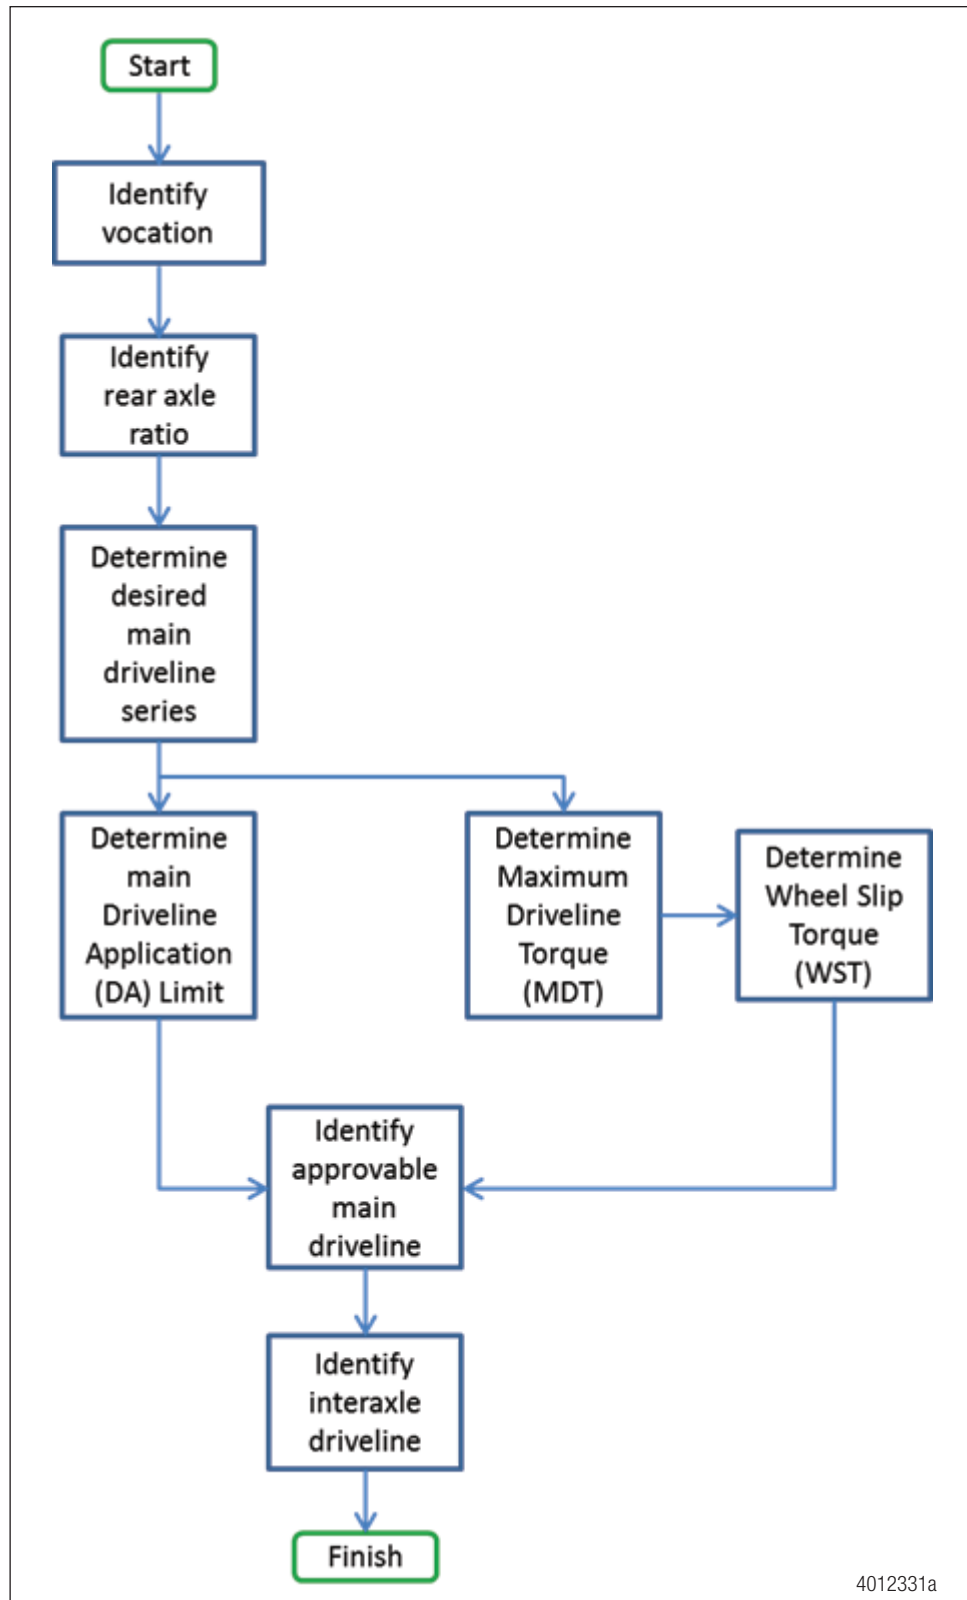 Start
Identify
vocation
Identify
rear axle
ratio
Determine
desired
main
driveline
series
Determine
main
Driveline
Application
(DA) Limit
Determine
Maximum
Driveline
Torque
(MDT)
Determine
Wheel Slip
Torque
(WST)
Identify
approvable
main
driveline
Identify
interaxle
driveline
Finish
4012331a